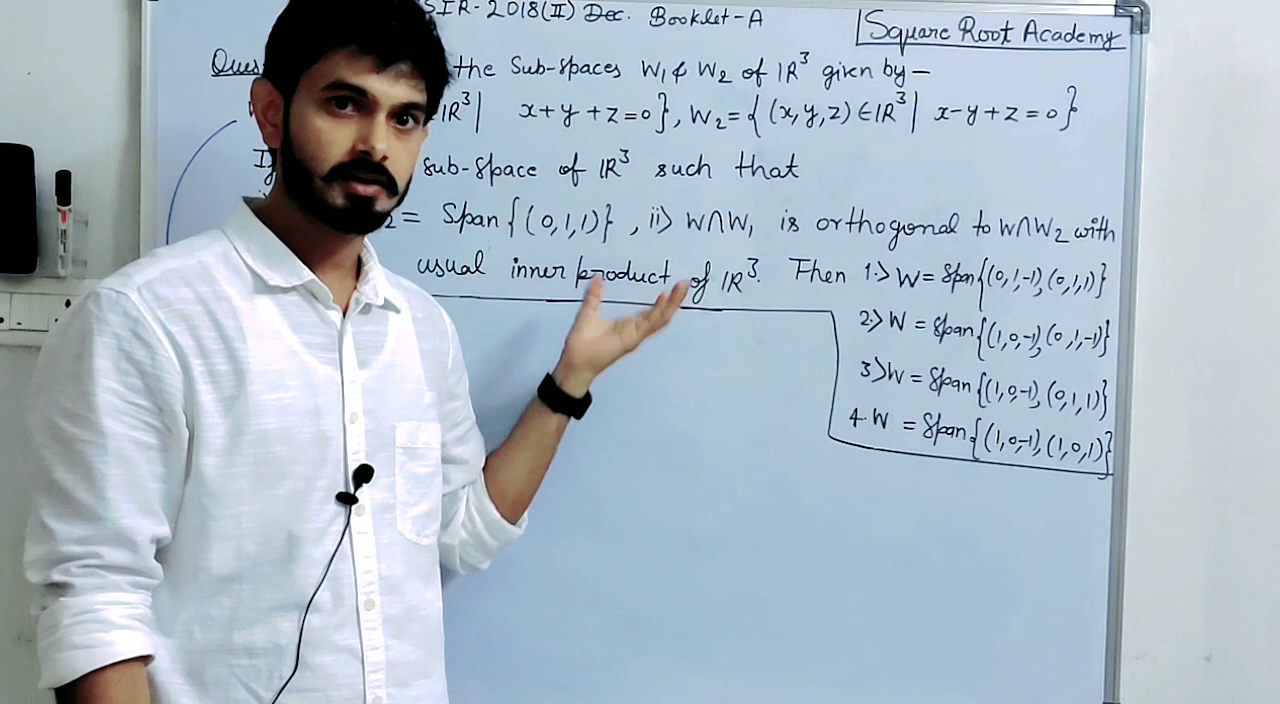 SIR-2018(II) Dec. Booklet-A
Square Root Academy
the Sub-spaces W₁ & W₂ of IR³ given by—
IR³ | x+y+z=0}, W₂={(x,y,z)∈IR³ | x-y+z=0}
If sub-space of IR³ such that
₂= Span{(0,1,1)}, ii> W∩W₁ is orthogonal to W∩W₂ with
usual inner product of IR³. Then 1.> W=Span{(0,1,-1),(0,1,1)}
2.> W = Span{(1,0,-1),(0,1,-1)}
3> W = Span{(1,0,-1),(0,1,1)}
4. W = Span{(1,0,-1),(1,0,1)}